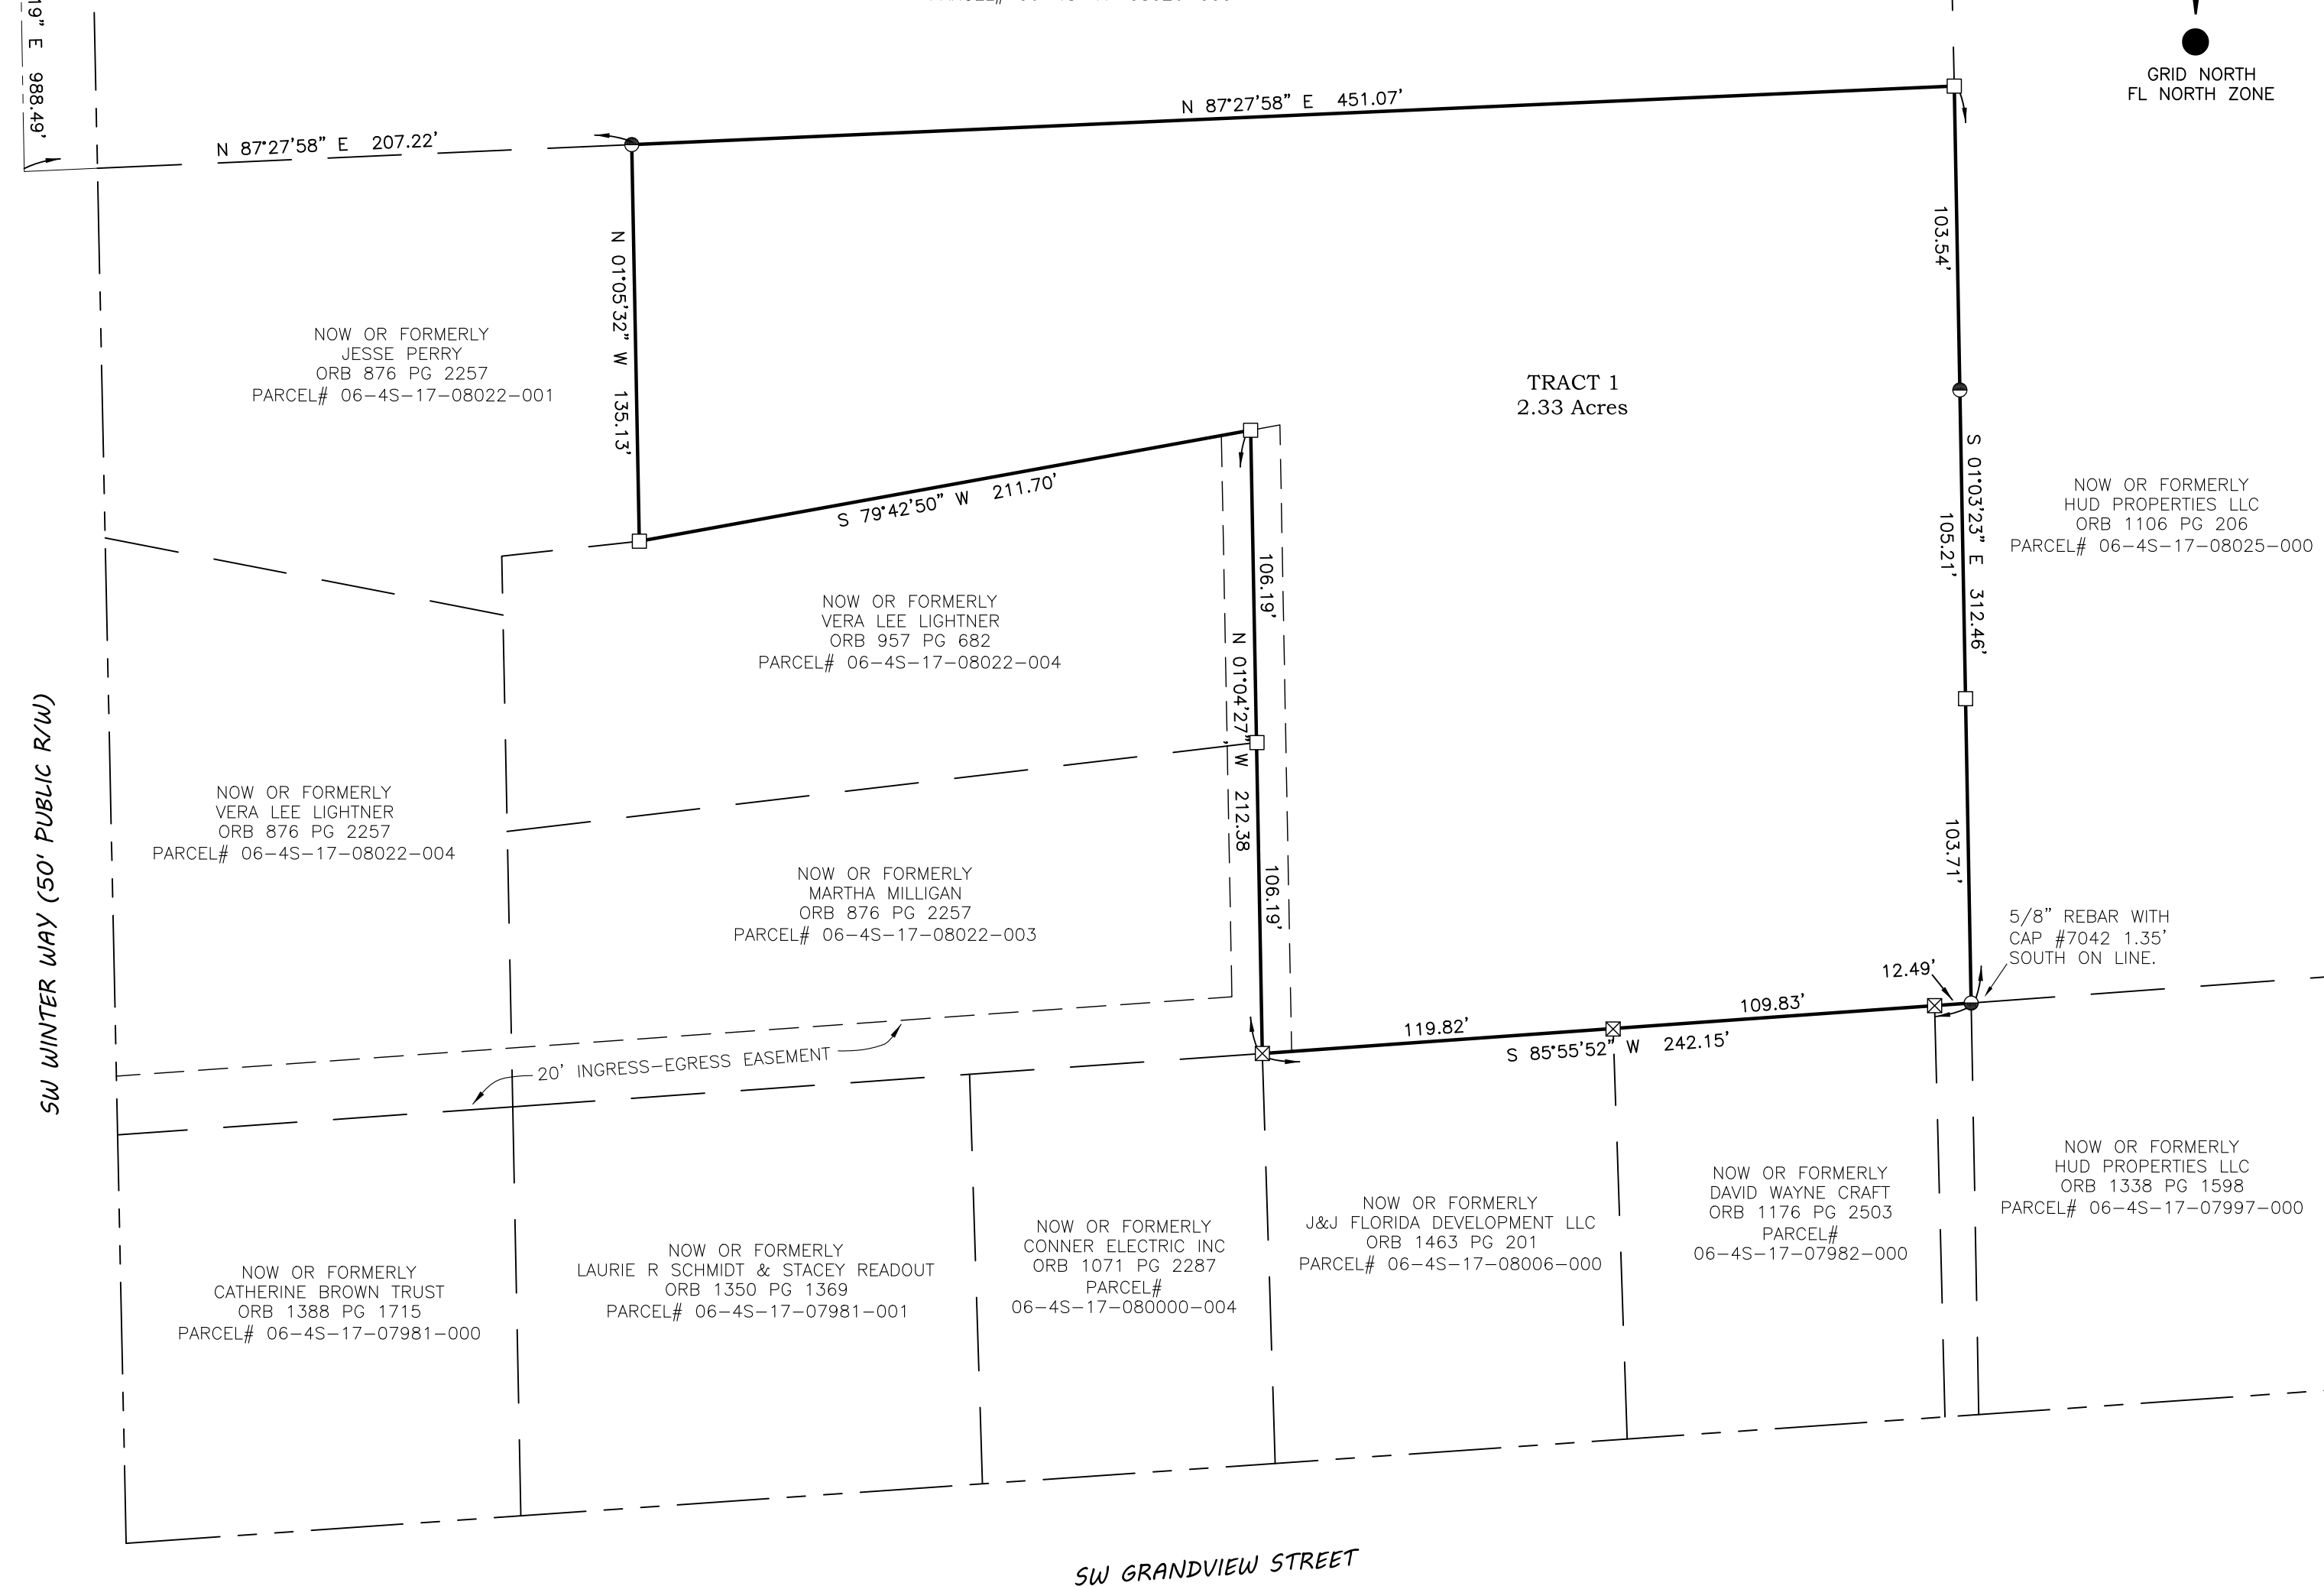 19" E 988.49'
GRID NORTH
FL NORTH ZONE
N 87°27'58" E 451.07'
N 87°27'58" E 207.22'
N 01°05'32" W 135.13'
103.54'
NOW OR FORMERLY
JESSE PERRY
ORB 876 PG 2257
PARCEL# 06-4S-17-08022-001
TRACT 1
2.33 Acres
S 79°42'50" W 211.70'
S 01°03'23" E 312.46'
105.21'
NOW OR FORMERLY
HUD PROPERTIES LLC
ORB 1106 PG 206
PARCEL# 06-4S-17-08025-000
106.19'
NOW OR FORMERLY
VERA LEE LIGHTNER
ORB 957 PG 682
PARCEL# 06-4S-17-08022-004
N 01°04'27" W 212.38'
SW WINTER WAY (50' PUBLIC R/W)
NOW OR FORMERLY
VERA LEE LIGHTNER
ORB 876 PG 2257
PARCEL# 06-4S-17-08022-004
NOW OR FORMERLY
MARTHA MILLIGAN
ORB 876 PG 2257
PARCEL# 06-4S-17-08022-003
106.19'
103.71'
5/8" REBAR WITH
CAP #7042 1.35'
SOUTH ON LINE.
12.49'
109.83'
119.82'
S 85°55'52" W 242.15'
20' INGRESS-EGRESS EASEMENT
NOW OR FORMERLY
CATHERINE BROWN TRUST
ORB 1388 PG 1715
PARCEL# 06-4S-17-07981-000
NOW OR FORMERLY
LAURIE R SCHMIDT & STACEY READOUT
ORB 1350 PG 1369
PARCEL# 06-4S-17-07981-001
NOW OR FORMERLY
CONNER ELECTRIC INC
ORB 1071 PG 2287
PARCEL#
06-4S-17-080000-004
NOW OR FORMERLY
J&J FLORIDA DEVELOPMENT LLC
ORB 1463 PG 201
PARCEL# 06-4S-17-08006-000
NOW OR FORMERLY
DAVID WAYNE CRAFT
ORB 1176 PG 2503
PARCEL#
06-4S-17-07982-000
NOW OR FORMERLY
HUD PROPERTIES LLC
ORB 1338 PG 1598
PARCEL# 06-4S-17-07997-000
SW GRANDVIEW STREET